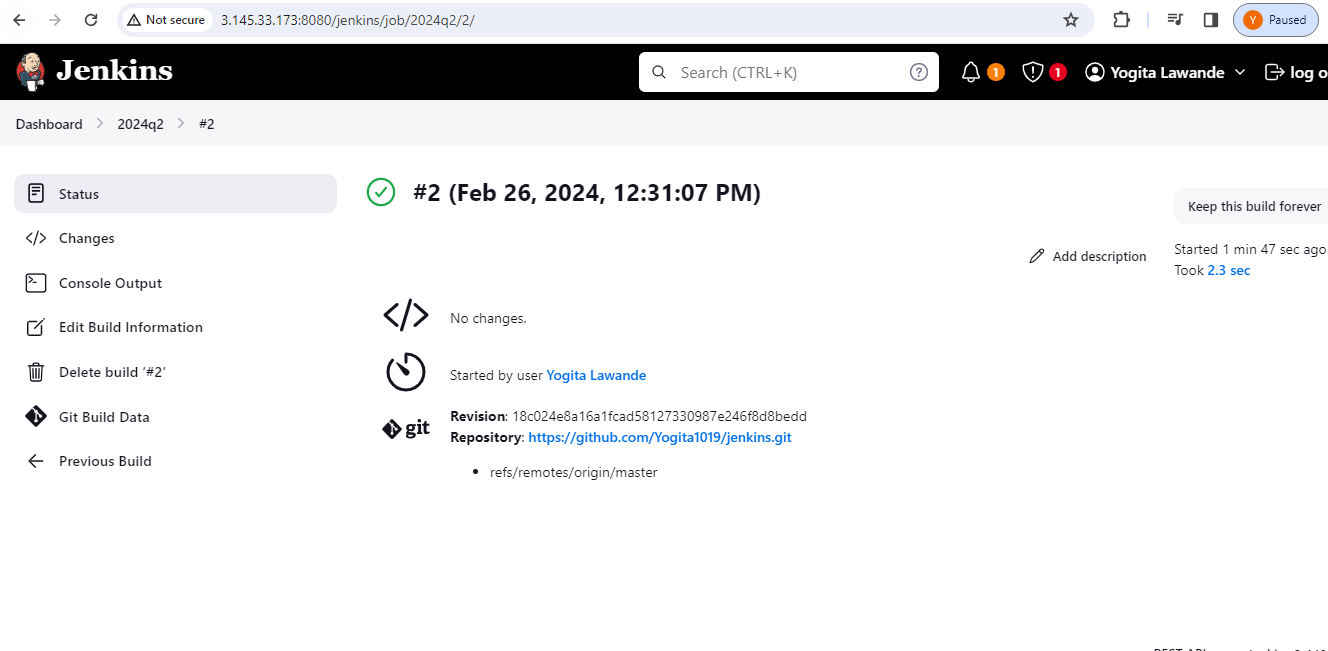 Not secure 3.145.33.173:8080/jenkins/job/2024q2/2/ Y Paused
Jenkins Search (CTRL+K) ? 1 1 Yogita Lawande log o
Dashboard 2024q2 #2
Status
Changes
Console Output
Edit Build Information
Delete build ‘#2’
Git Build Data
Previous Build
#2 (Feb 26, 2024, 12:31:07 PM)
Keep this build forever
Add description
Started 1 min 47 sec ago
Took 2.3 sec
No changes.
Started by user Yogita Lawande
git
Revision: 18c024e8a16a1fcad58127330987e246f8d8bedd
Repository: https://github.com/Yogita1019/jenkins.git
• refs/remotes/origin/master